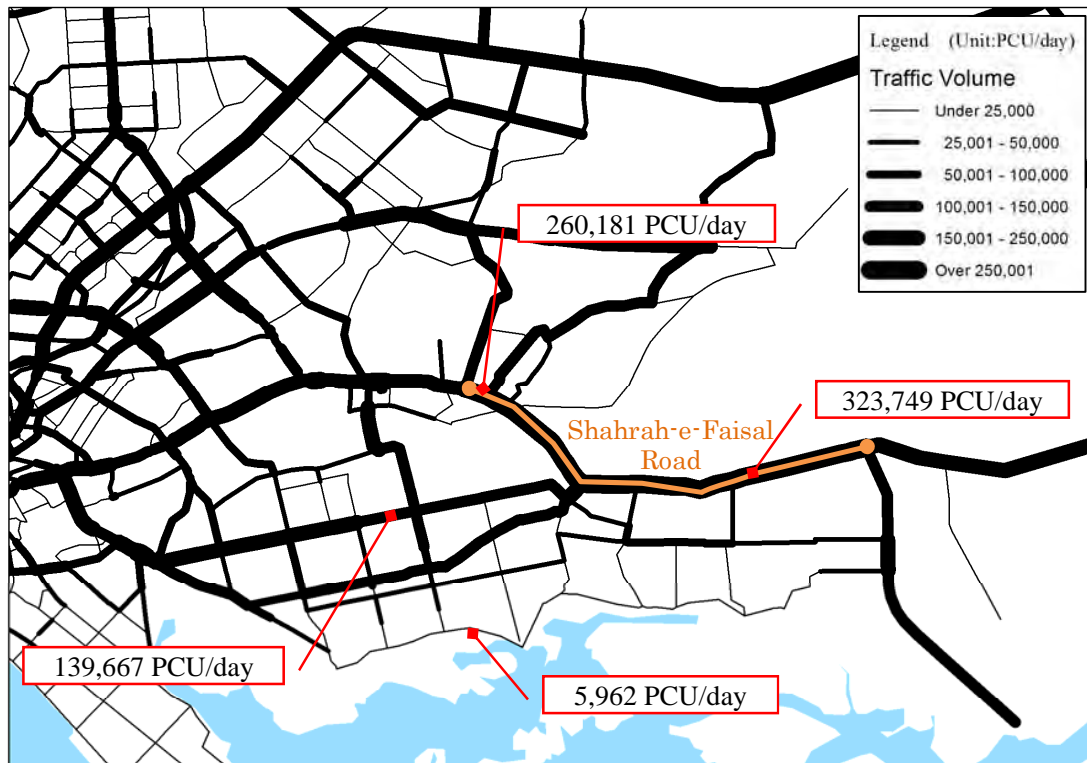 Legend (Unit:PCU/day)
Traffic Volume
Under 25,000
25,001 - 50,000
50,001 - 100,000
100,001 - 150,000
150,001 - 250,000
Over 250,001
260,181 PCU/day
323,749 PCU/day
Shahrah-e-Faisal
Road
139,667 PCU/day
5,962 PCU/day